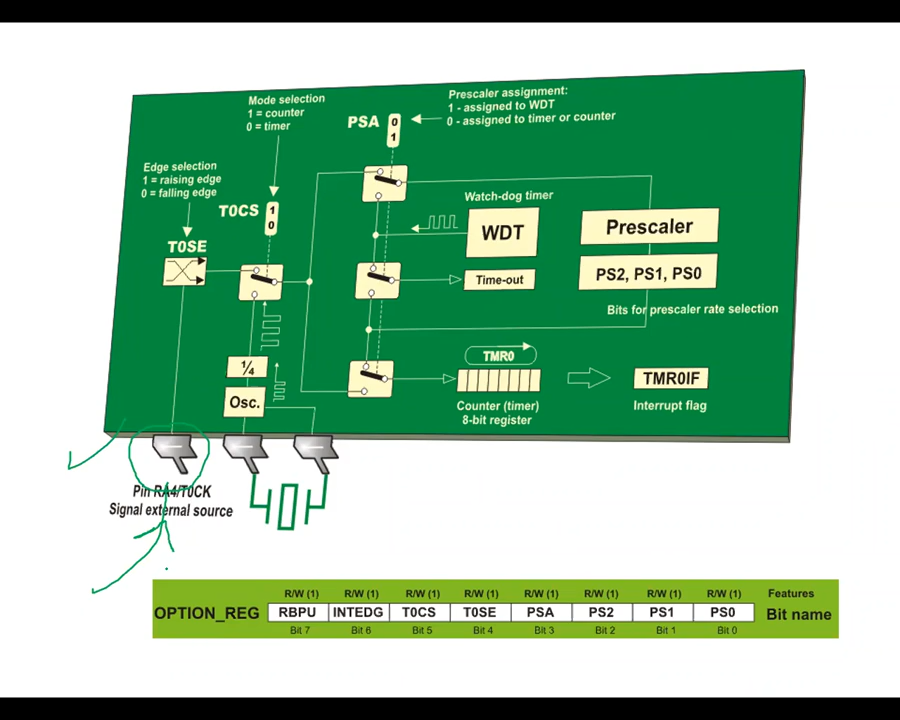 Mode selection
1 = counter
0 = timer
Prescaler assignment:
1 - assigned to WDT
0 - assigned to timer or counter
PSA
0
1
Edge selection
1 = raising edge
0 = falling edge
T0CS
1
0
T0SE
Watch-dog timer
WDT
Prescaler
Time-out
PS2, PS1, PS0
Bits for prescaler rate selection
TMR0
1/4
Osc.
TMR0IF
Counter (timer)
8-bit register
Interrupt flag
Pin RA4/T0CK
Signal external source
R/W (1) R/W (1) R/W (1) R/W (1) R/W (1) R/W (1) R/W (1) R/W (1) Features
OPTION_REG RBPU INTEDG T0CS T0SE PSA PS2 PS1 PS0 Bit name
Bit 7 Bit 6 Bit 5 Bit 4 Bit 3 Bit 2 Bit 1 Bit 0